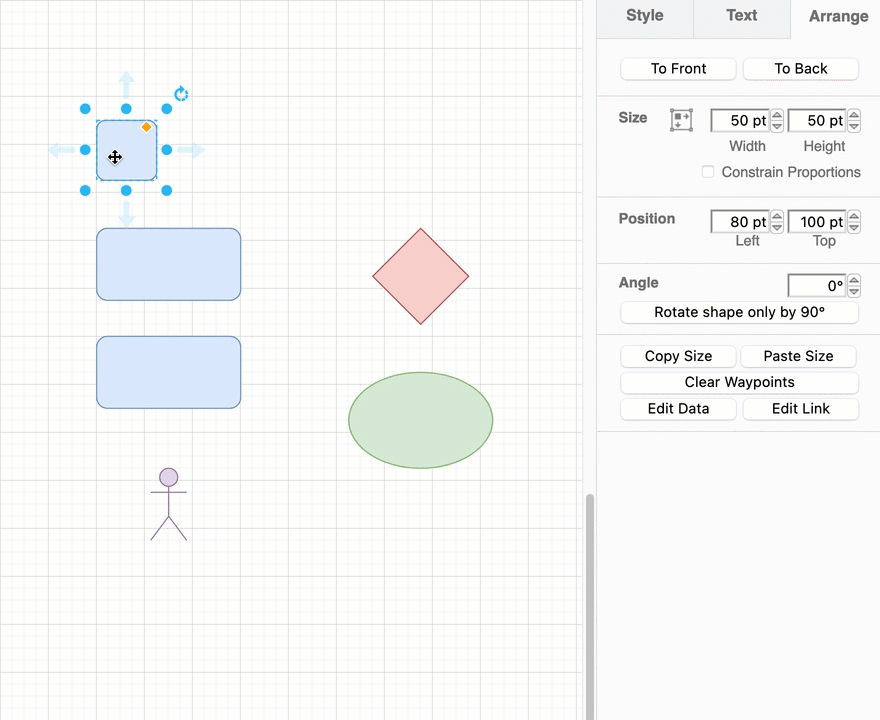 Style Text Arrange
To Front To Back
Size 50 pt 50 pt
Width Height
Constrain Proportions
Position 80 pt 100 pt
Left Top
Angle 0°
Rotate shape only by 90°
Copy Size Paste Size
Clear Waypoints
Edit Data Edit Link